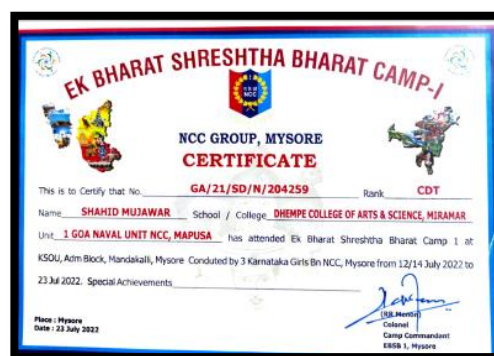 EK BHARAT SHRESHTHA BHARAT CAMP-I
NCC
NCC GROUP, MYSORE
CERTIFICATE
This is to Certify that No. GA/21/SD/N/204259 Rank CDT
Name SHAHID MUJAWAR School / College DHEMPE COLLEGE OF ARTS & SCIENCE, MIRAMAR
Unit 1 GOA NAVAL UNIT NCC, MAPUSA has attended Ek Bharat Shreshtha Bharat Camp 1 at
KSOU, Adm Block, Mandakalli, Mysore Conduted by 3 Karnataka Girls Bn NCC, Mysore from 12/14 July 2022 to
23 Jul 2022. Special Achievements
Place : Mysore
Date : 23 July 2022
(RR Menon)
Colonel
Camp Commandant
EBSB 1, Mysore